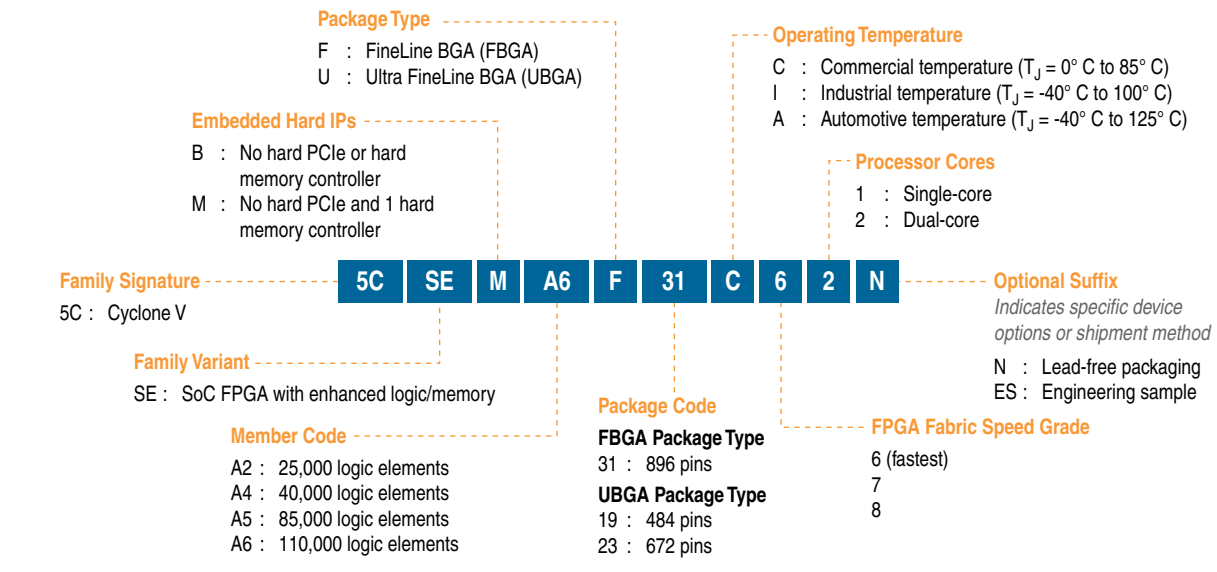 Package Type
F : FineLine BGA (FBGA)
U : Ultra FineLine BGA (UBGA)
Operating Temperature
C : Commercial temperature (TJ = 0° C to 85° C)
I : Industrial temperature (TJ = -40° C to 100° C)
A : Automotive temperature (TJ = -40° C to 125° C)
Embedded Hard IPs
B : No hard PCIe or hard
memory controller
M : No hard PCIe and 1 hard
memory controller
Processor Cores
1 : Single-core
2 : Dual-core
Family Signature
5C : Cyclone V
5C SE M A6 F 31 C 6 2 N
Optional Suffix
Indicates specific device
options or shipment method
N : Lead-free packaging
ES : Engineering sample
Family Variant
SE : SoC FPGA with enhanced logic/memory
Member Code
A2 : 25,000 logic elements
A4 : 40,000 logic elements
A5 : 85,000 logic elements
A6 : 110,000 logic elements
Package Code
FBGA Package Type
31 : 896 pins
UBGA Package Type
19 : 484 pins
23 : 672 pins
FPGA Fabric Speed Grade
6 (fastest)
7
8